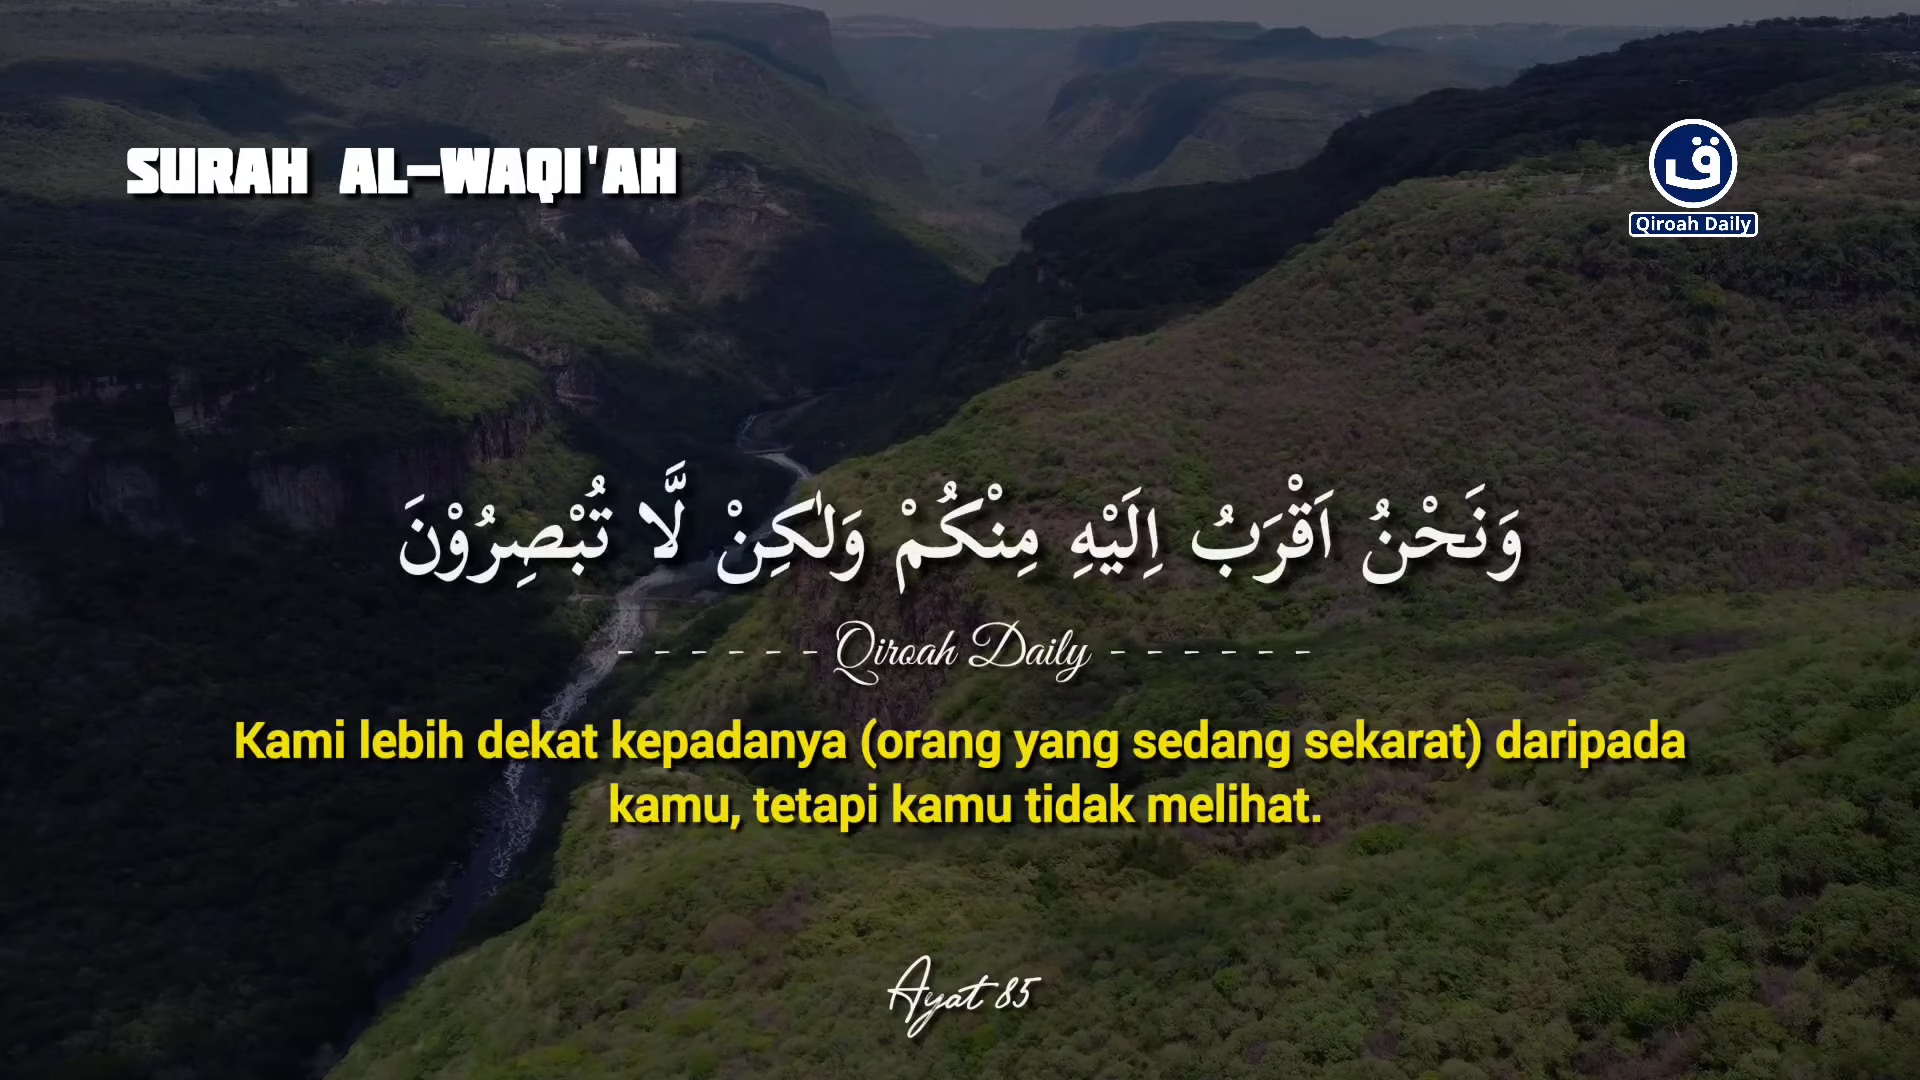 SURAH AL-WAQI'AH
ق
Qiroah Daily
وَنَحْنُ اَقْرَبُ اِلَيْهِ مِنْكُمْ وَلٰكِنْ لَّا تُبْصِرُوْنَ
- - - - - - Qiroah Daily - - - - - -
Kami lebih dekat kepadanya (orang yang sedang sekarat) daripada
kamu, tetapi kamu tidak melihat.
Ayat 85